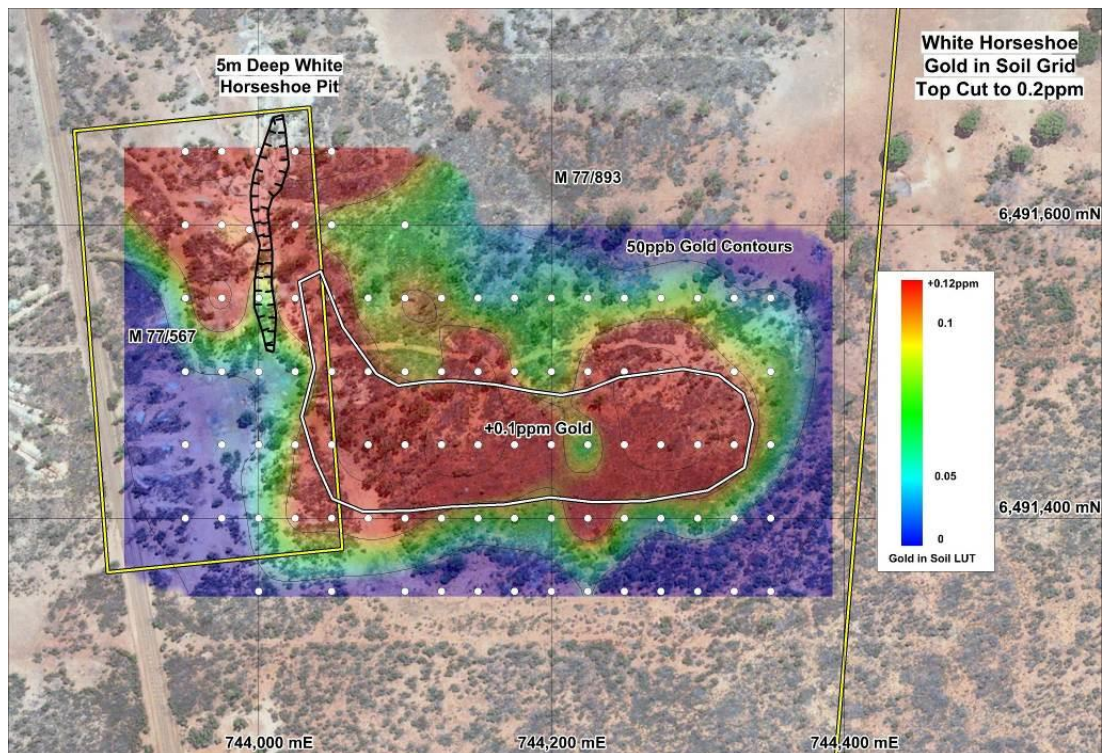 5m Deep White
Horseshoe Pit
White Horseshoe
Gold in Soil Grid
Top Cut to 0.2ppm
M 77/893
6,491,600 mN
50ppb Gold Contours
+0.12ppm
0.1
M 77/567
+0.1ppm Gold
0.05
6,491,400 mN
0
Gold in Soil LUT
744,000 mE
744,200 mE
744,400 mE